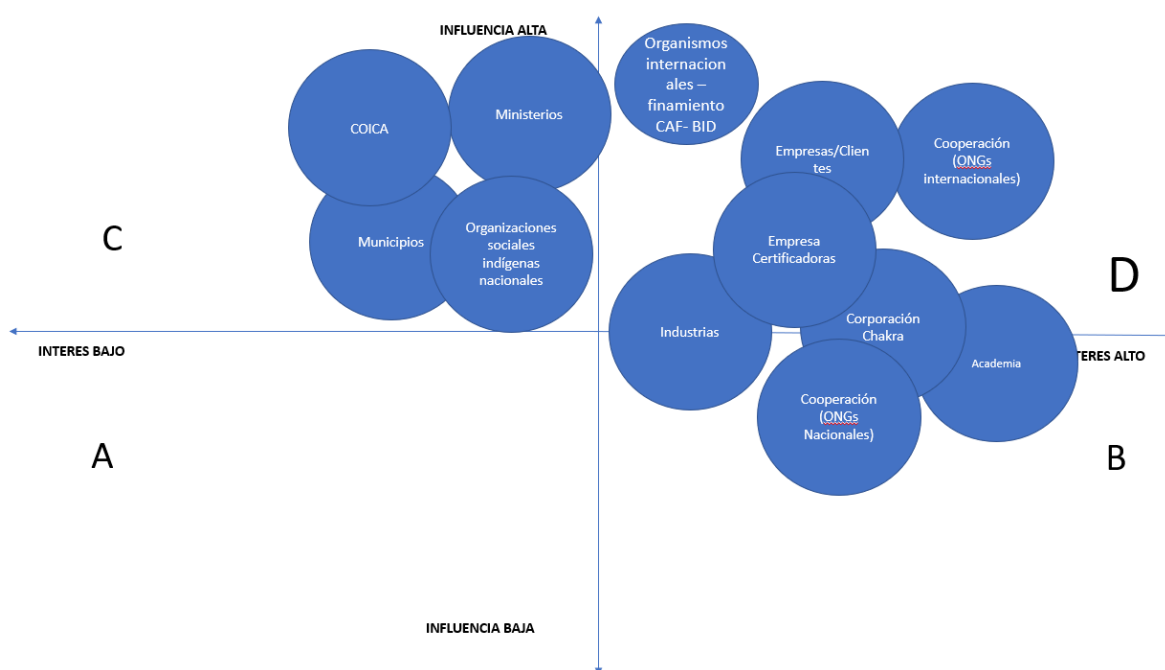 INFLUENCIA ALTA
Organismos
internacion
ales –
finamiento
CAF- BID
COICA
Ministerios
Empresas/Clien
tes
Cooperación
(ONGs
internacionales)
Municipios
Organizaciones
sociales
indígenas
nacionales
Empresa
Certificadoras
C
D
Industrias
Corporación
Chakra
Academia
INTERES BAJO
TERES ALTO
Cooperación
(ONGs
Nacionales)
A
B
INFLUENCIA BAJA